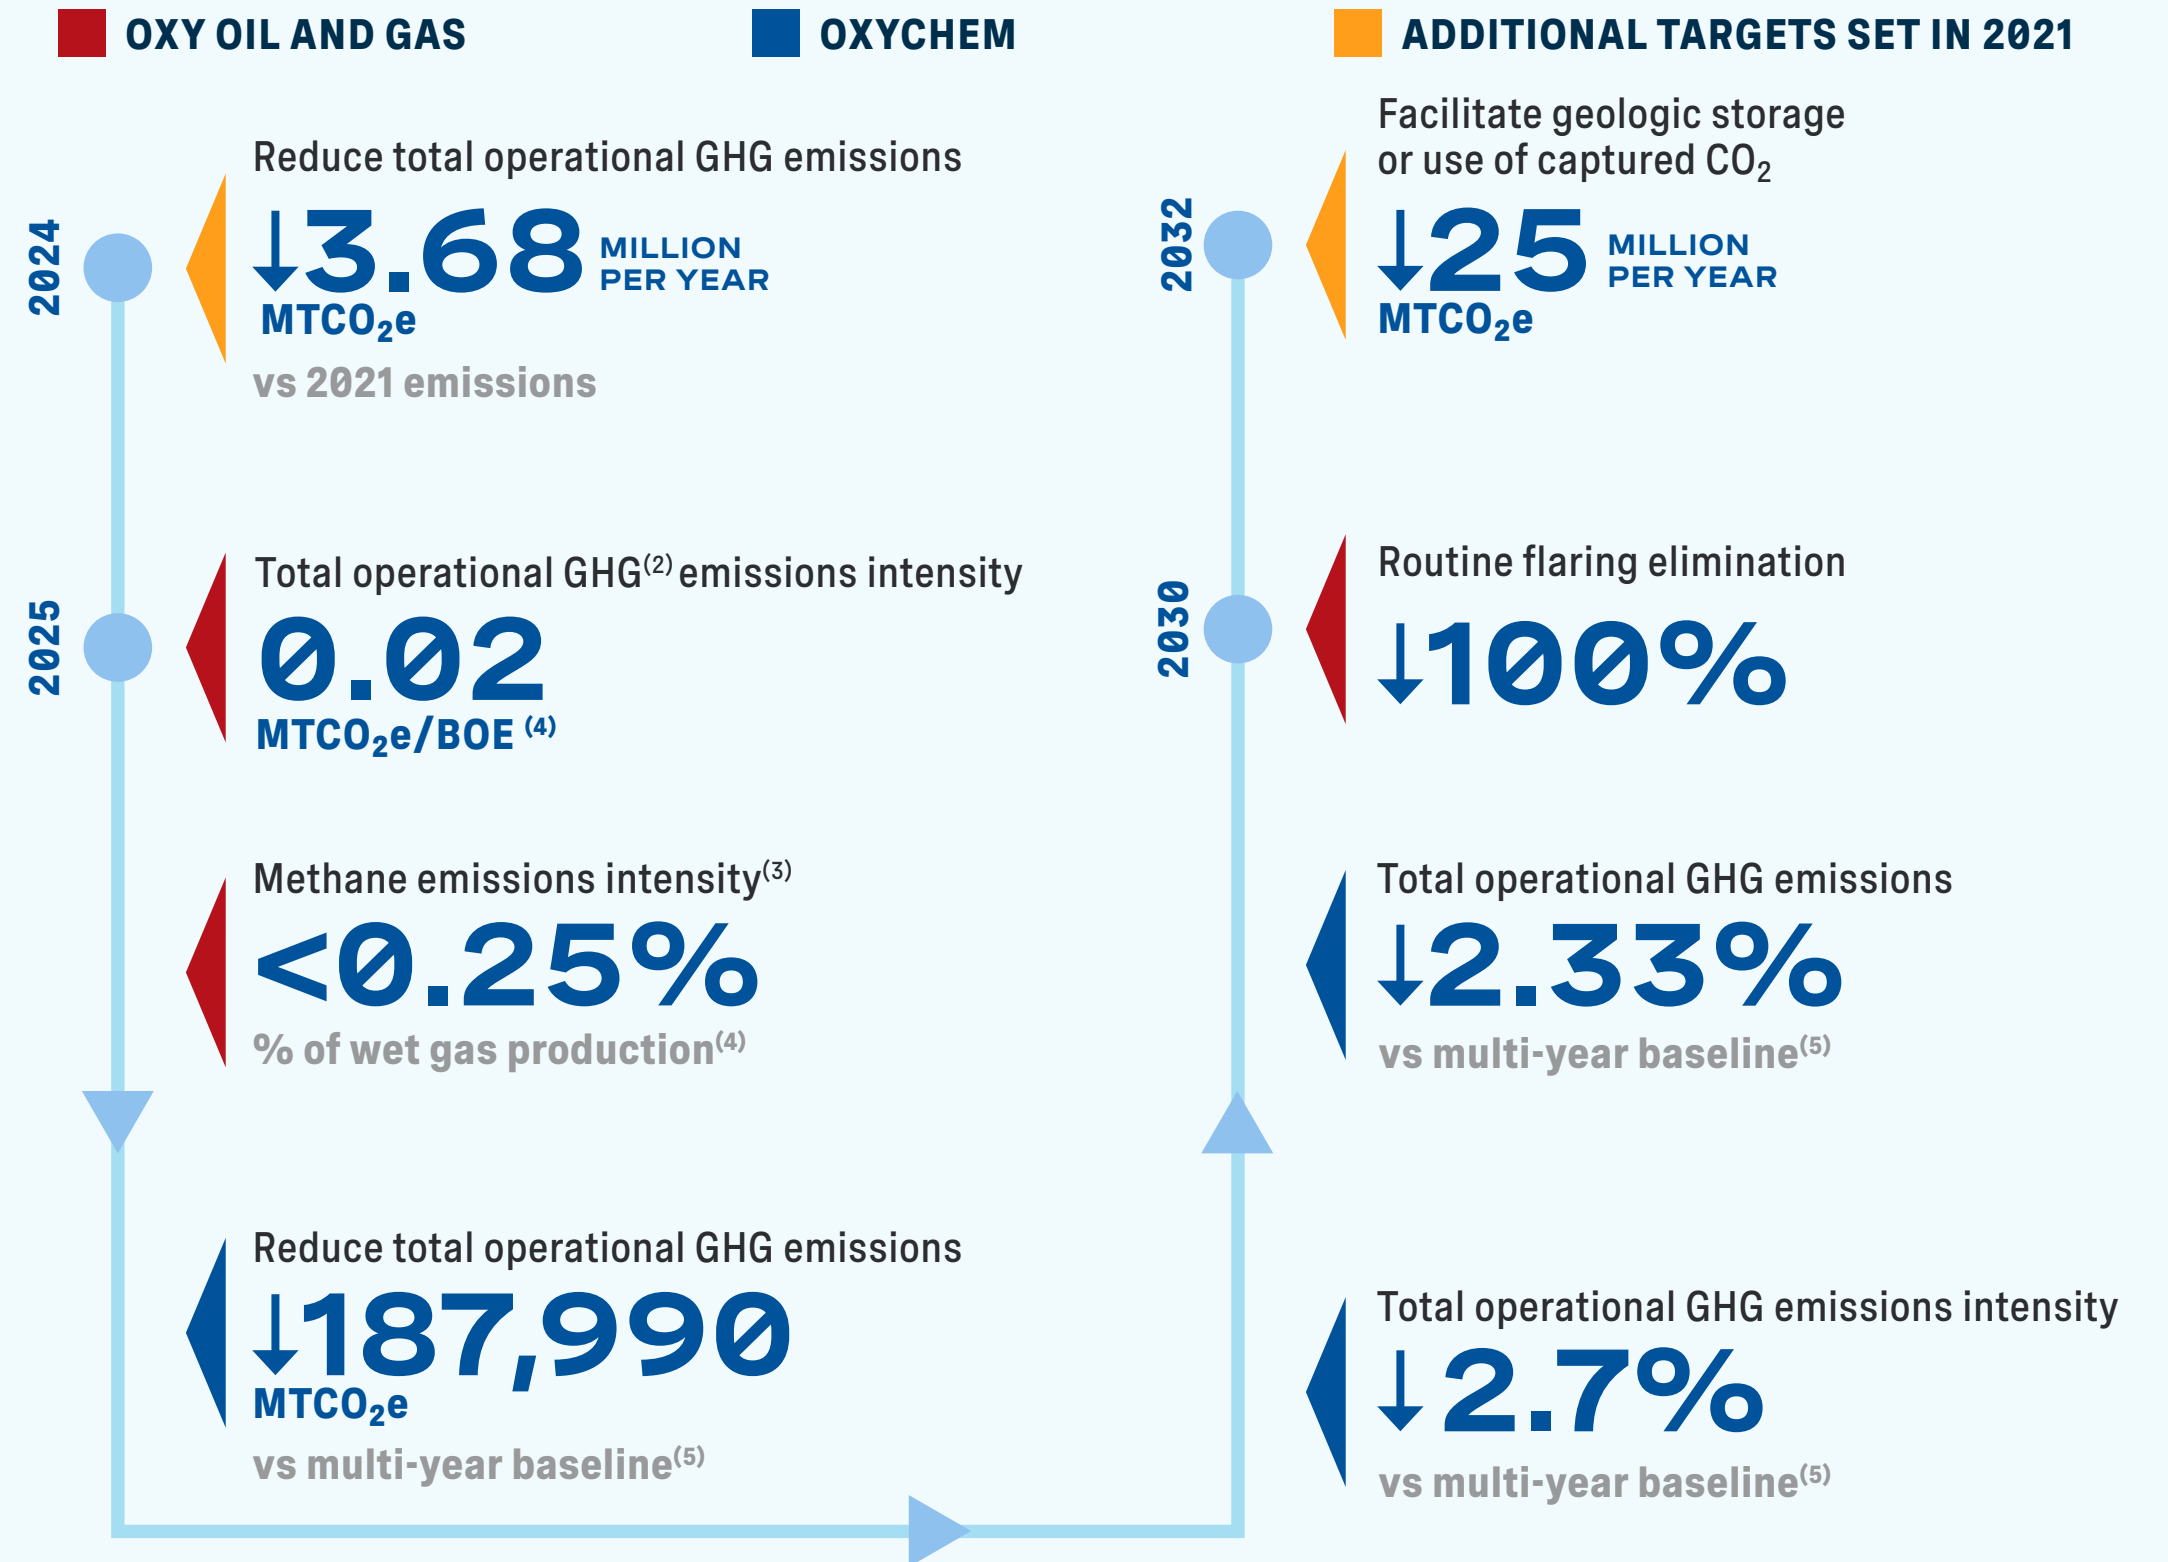 OXY OIL AND GAS
OXYCHEM
ADDITIONAL TARGETS SET IN 2021
2024
Reduce total operational GHG emissions
↓3.68 MILLION PER YEAR
MTCO₂e
vs 2021 emissions
2025
Total operational GHG⁽²⁾ emissions intensity
0.02
MTCO₂e/BOE ⁽⁴⁾
Methane emissions intensity⁽³⁾
<0.25%
% of wet gas production⁽⁴⁾
Reduce total operational GHG emissions
↓187,990
MTCO₂e
vs multi-year baseline⁽⁵⁾
2032
Facilitate geologic storage
or use of captured CO₂
↓25 MILLION PER YEAR
MTCO₂e
2030
Routine flaring elimination
↓100%
Total operational GHG emissions
↓2.33%
vs multi-year baseline⁽⁵⁾
Total operational GHG emissions intensity
↓2.7%
vs multi-year baseline⁽⁵⁾